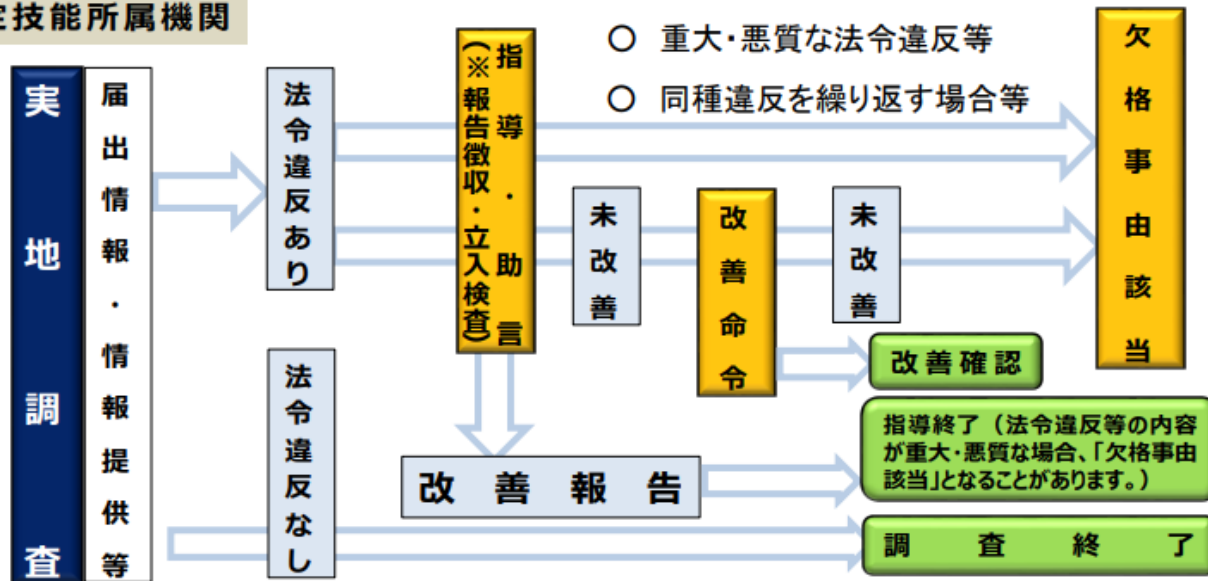 定技能所属機関
実地調査
届出情報・情報提供等
法令違反あり
指導・助言
(※報告徴収・立入検査)
○ 重大・悪質な法令違反等
○ 同種違反を繰り返す場合等
未改善
改善命令
未改善
欠格事由該当
改善確認
法令違反なし
改善報告
指導終了（法令違反等の内容
が重大・悪質な場合、「欠格事由
該当」となることがあります。）
調査終了